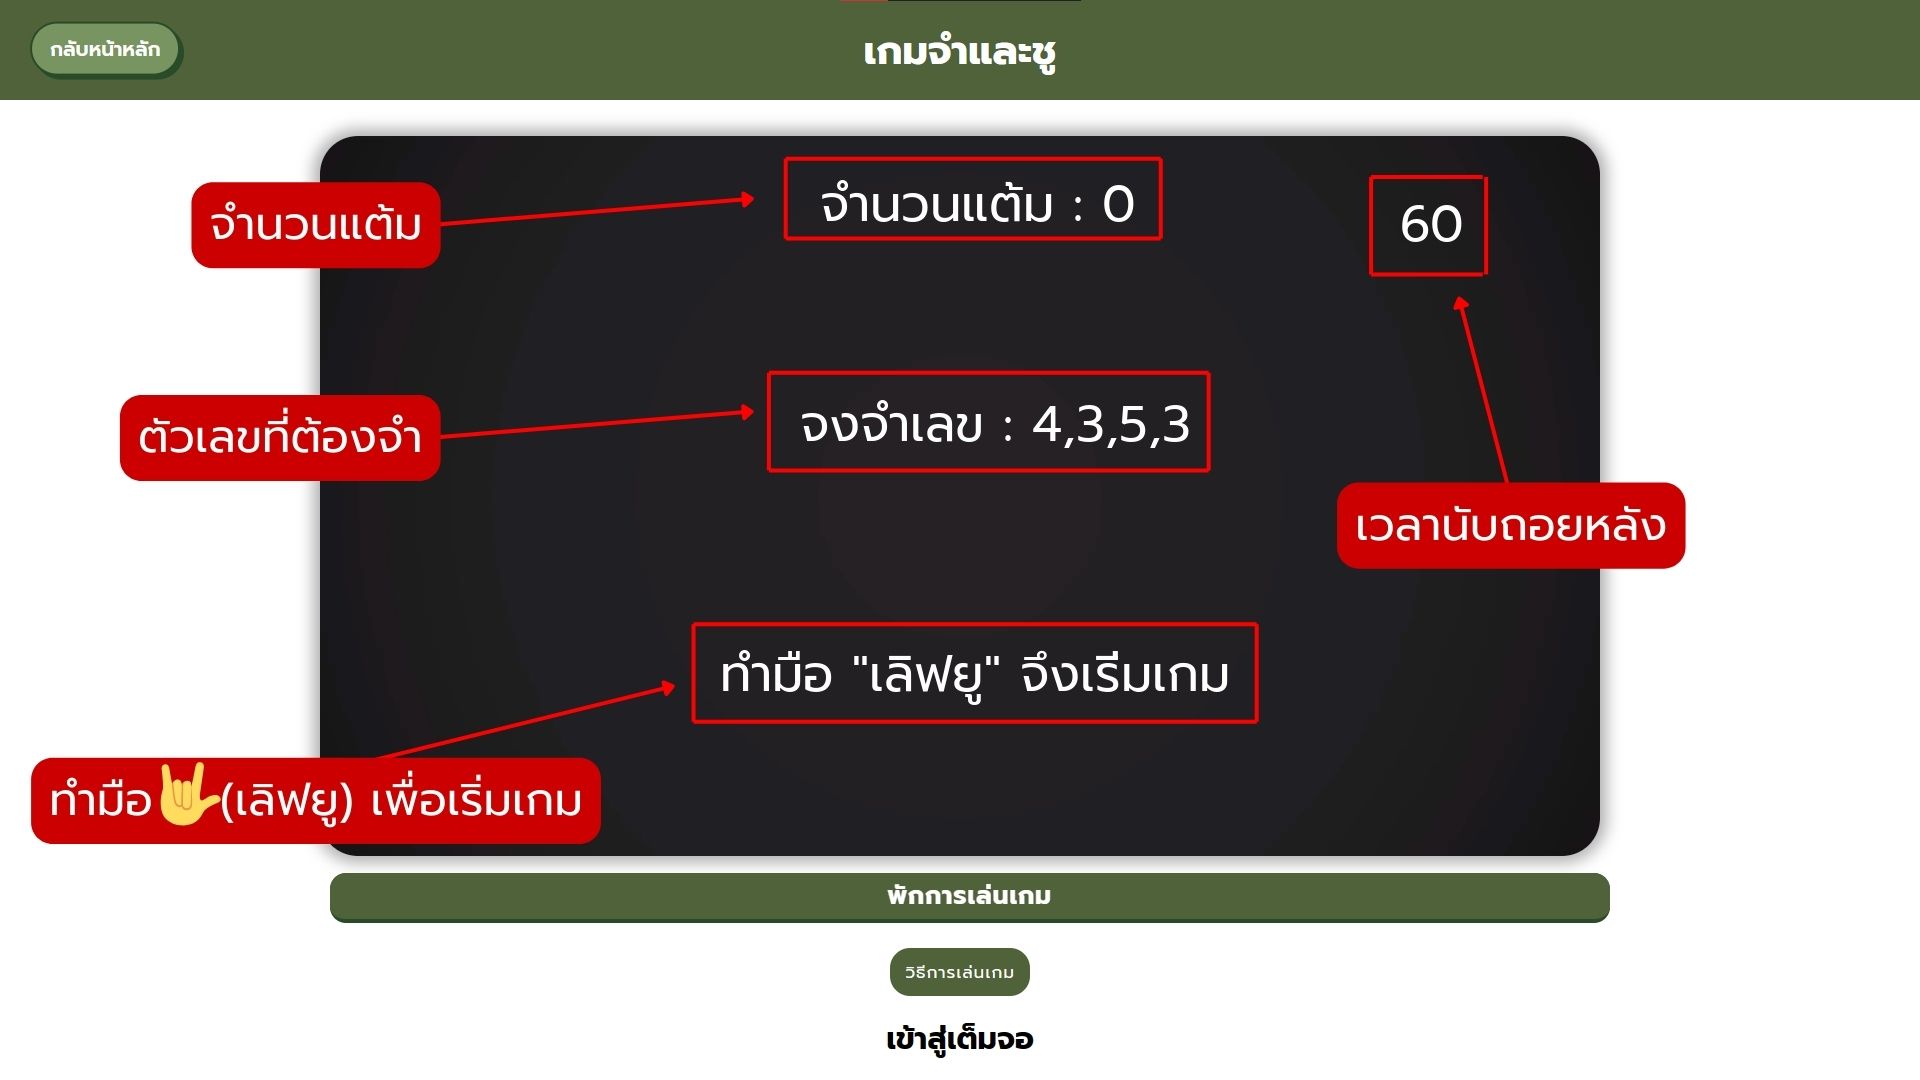 กลับหน้าหลัก
เกมจำและชู
จำนวนแต้ม
จำนวนแต้ม : 0
60
ตัวเลขที่ต้องจำ
จงจำเลข : 4,3,5,3
เวลานับถอยหลัง
ทำมือ "เลิฟยู" จึงเรีมเกม
ทำมือ🤟(เลิฟยู) เพื่อเริ่มเกม
พักการเล่นเกม
วิธีการเล่นเกม
เข้าสู่เต็มจอ